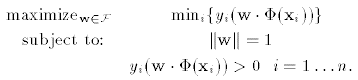 maximize_{w∈𝓕} min_i{y_i(w · Φ(x_i)}
subject to: ‖w‖ = 1
y_i(w · Φ(x_i)) > 0 i = 1 … n.